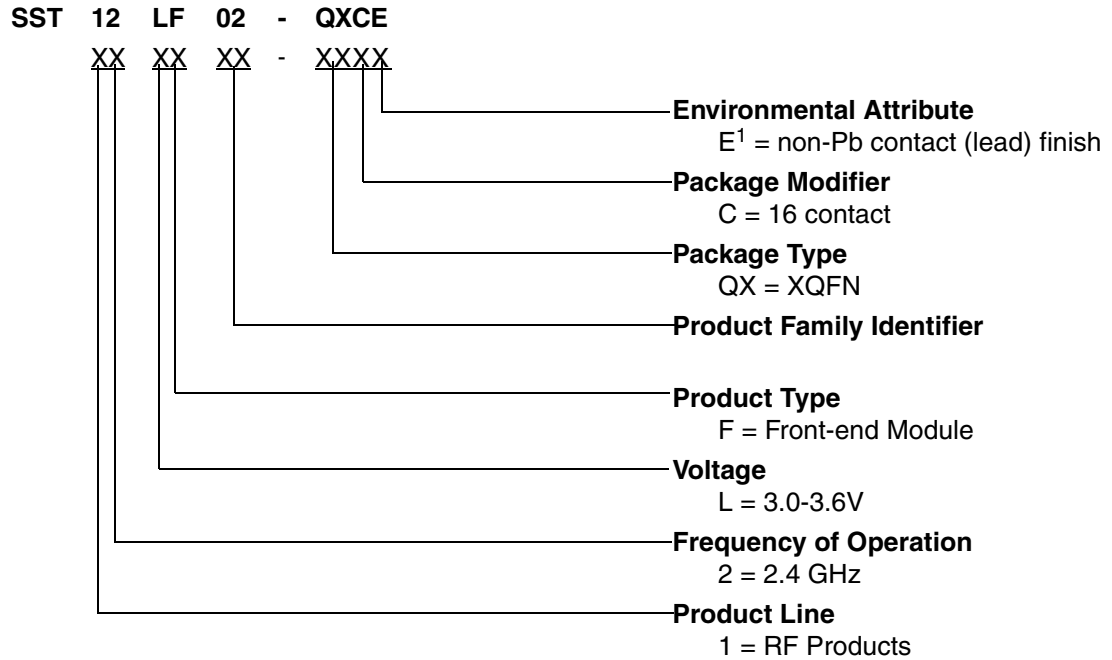 SST 12 LF 02 - QXCE
XX XX XX - XXXX
Environmental Attribute
E1 = non-Pb contact (lead) finish
Package Modifier
C = 16 contact
Package Type
QX = XQFN
Product Family Identifier
Product Type
F = Front-end Module
Voltage
L = 3.0-3.6V
Frequency of Operation
2 = 2.4 GHz
Product Line
1 = RF Products